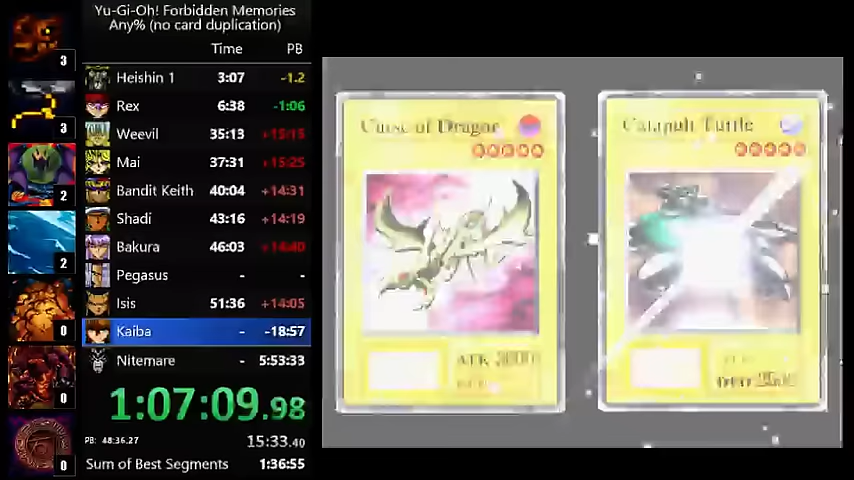 Yu-Gi-Oh! Forbidden Memories
Any% (no card duplication)
Time PB
Heishin 1 3:07 -1.2
Rex 6:38 -1:06
Weevil 35:13 +15:15
Mai 37:31 +15:25
Bandit Keith 40:04 +14:31
Shadi 43:16 +14:19
Bakura 46:03 +14:40
Pegasus - -
Isis 51:36 +14:05
Kaiba - -18:57
Nitemare - 5:53:33
1:07:09.98
PB: 48:36.27 15:33.40
Sum of Best Segments 1:36:55
3
3
2
2
0
0
0
Curse of Dragon
ATK
Catapult Turtle